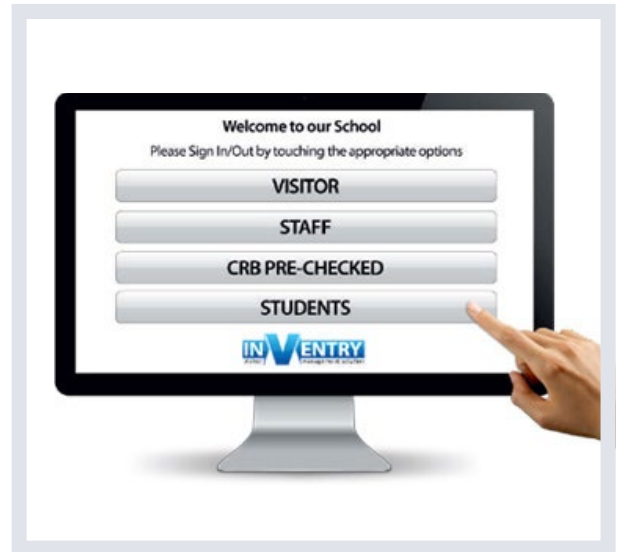 Welcome to our School
Please Sign In/Out by touching the appropriate options
VISITOR
STAFF
CRB PRE-CHECKED
STUDENTS
INVENTRY